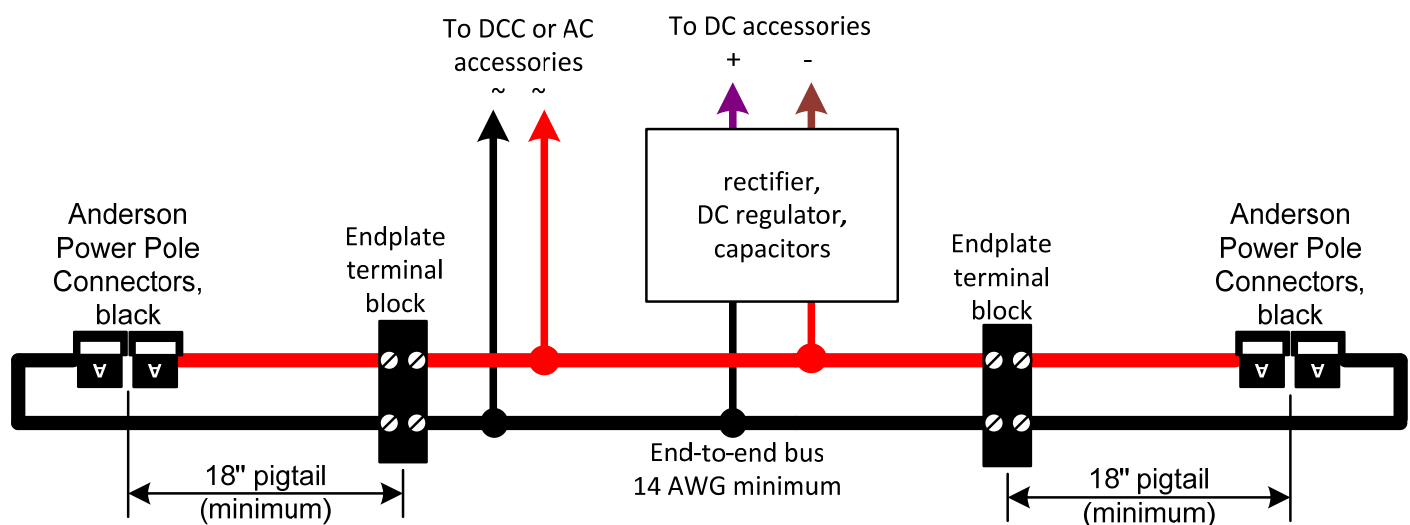 To DCC or AC
accessories
~ ~
To DC accessories
+ -
rectifier,
DC regulator,
capacitors
Anderson
Power Pole
Connectors,
black
Endplate
terminal
block
Endplate
terminal
block
Anderson
Power Pole
Connectors,
black
A A
A A
End-to-end bus
14 AWG minimum
18" pigtail
(minimum)
18" pigtail
(minimum)